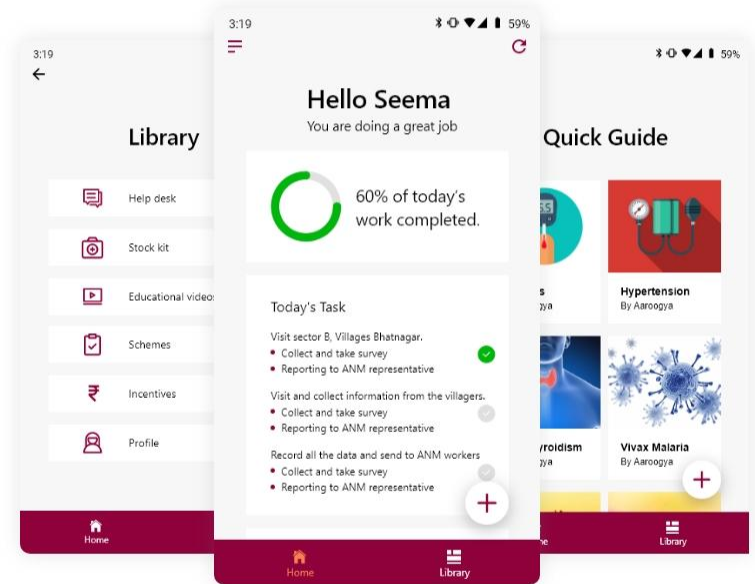 3:19
59%
Library
Help desk
Stock kit
Educational video
Schemes
Incentives
Profile
Home
3:19
59%
Hello Seema
You are doing a great job
60% of today's
work completed.
Today's Task
Visit sector B, Villages Bhatnagar.
Collect and take survey
Reporting to ANM representative
Visit and collect information from the villagers.
Collect and take survey
Reporting to ANM representative
Record all the data and send to ANM workers
Collect and take survey
Reporting to ANM representative
Home
Library
Quick Guide
Hypertension
By Aaroogya
Vivax Malaria
By Aaroogya
Library